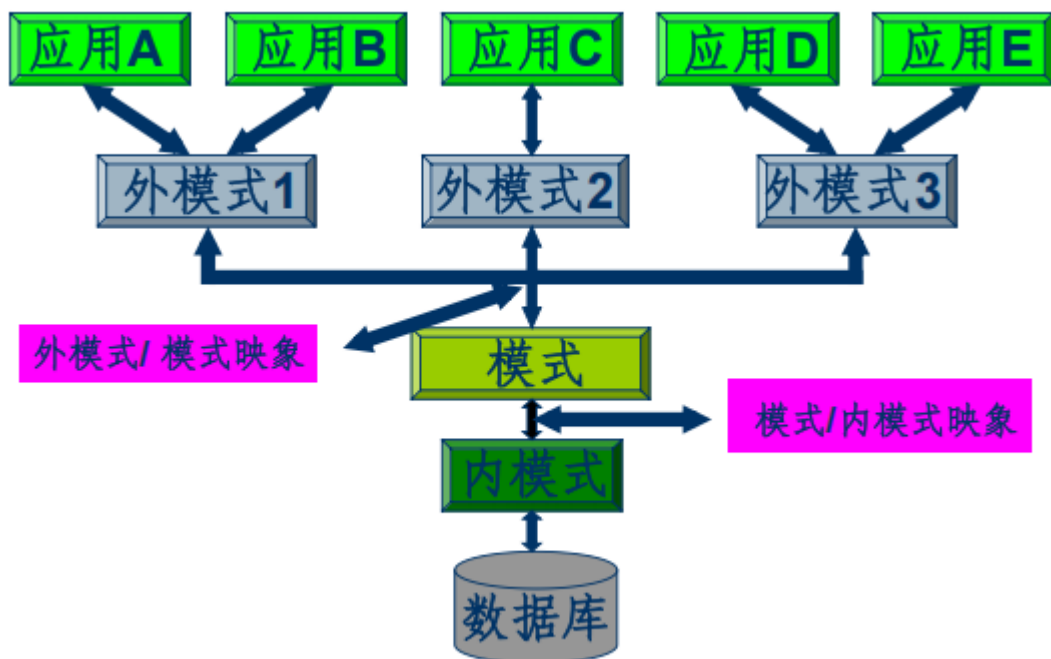 应用A
应用B
应用C
应用D
应用E
外模式1
外模式2
外模式3
外模式/ 模式映象
模式
模式/内模式映象
内模式
数据库